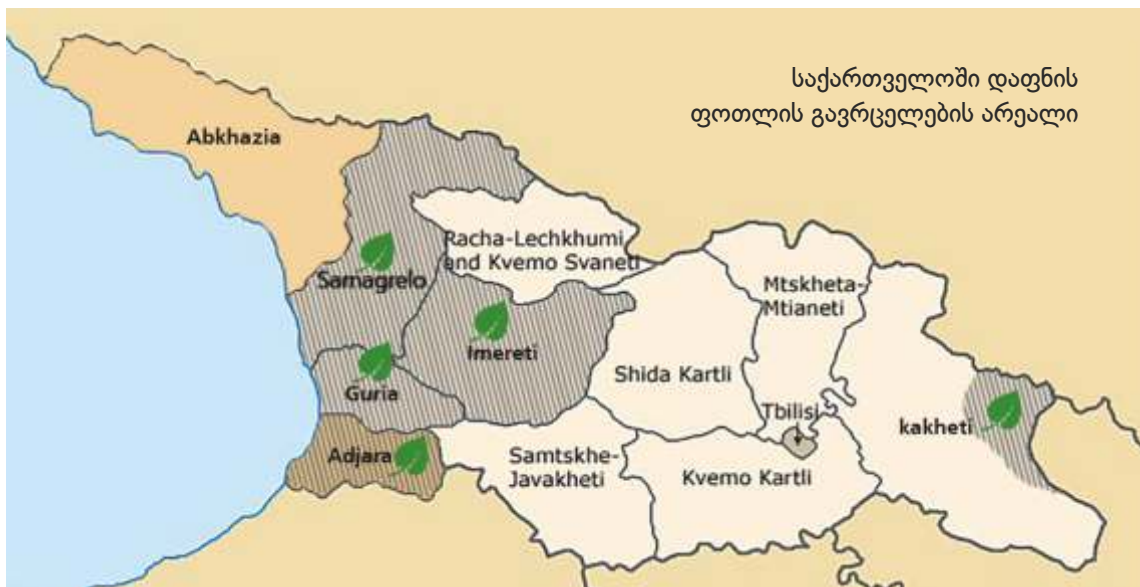 საქართველოში დაფნის
ფოთლის გავრცელების არეალი
Abkhazia
Samagrelo
Racha-Lechkhumi
and Kvemo Svaneti
Mtskheta-
Mtianeti
Imereti
Guria
Shida Kartli
Tbilisi
kakheti
Adjara
Samtskhe-
Javakheti
Kvemo Kartli